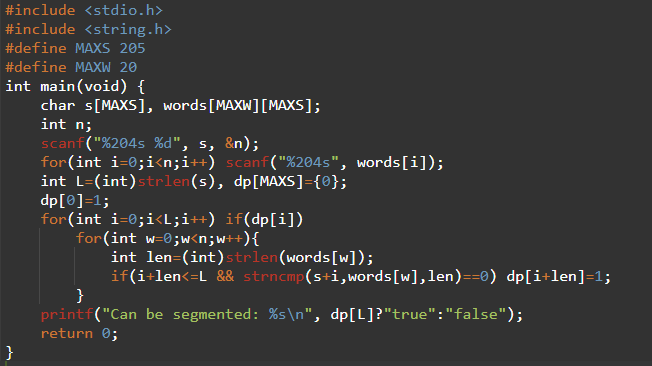 #include <stdio.h>
#include <string.h>
#define MAXS 205
#define MAXW 20
int main(void) {
    char s[MAXS], words[MAXW][MAXS];
    int n;
    scanf("%204s %d", s, &n);
    for(int i=0;i<n;i++) scanf("%204s", words[i]);
    int L=(int)strlen(s), dp[MAXS]={0};
    dp[0]=1;
    for(int i=0;i<L;i++) if(dp[i])
        for(int w=0;w<n;w++){
            int len=(int)strlen(words[w]);
            if(i+len<=L && strncmp(s+i,words[w],len)==0) dp[i+len]=1;
        }
    printf("Can be segmented: %s\n", dp[L]?"true":"false");
    return 0;
}